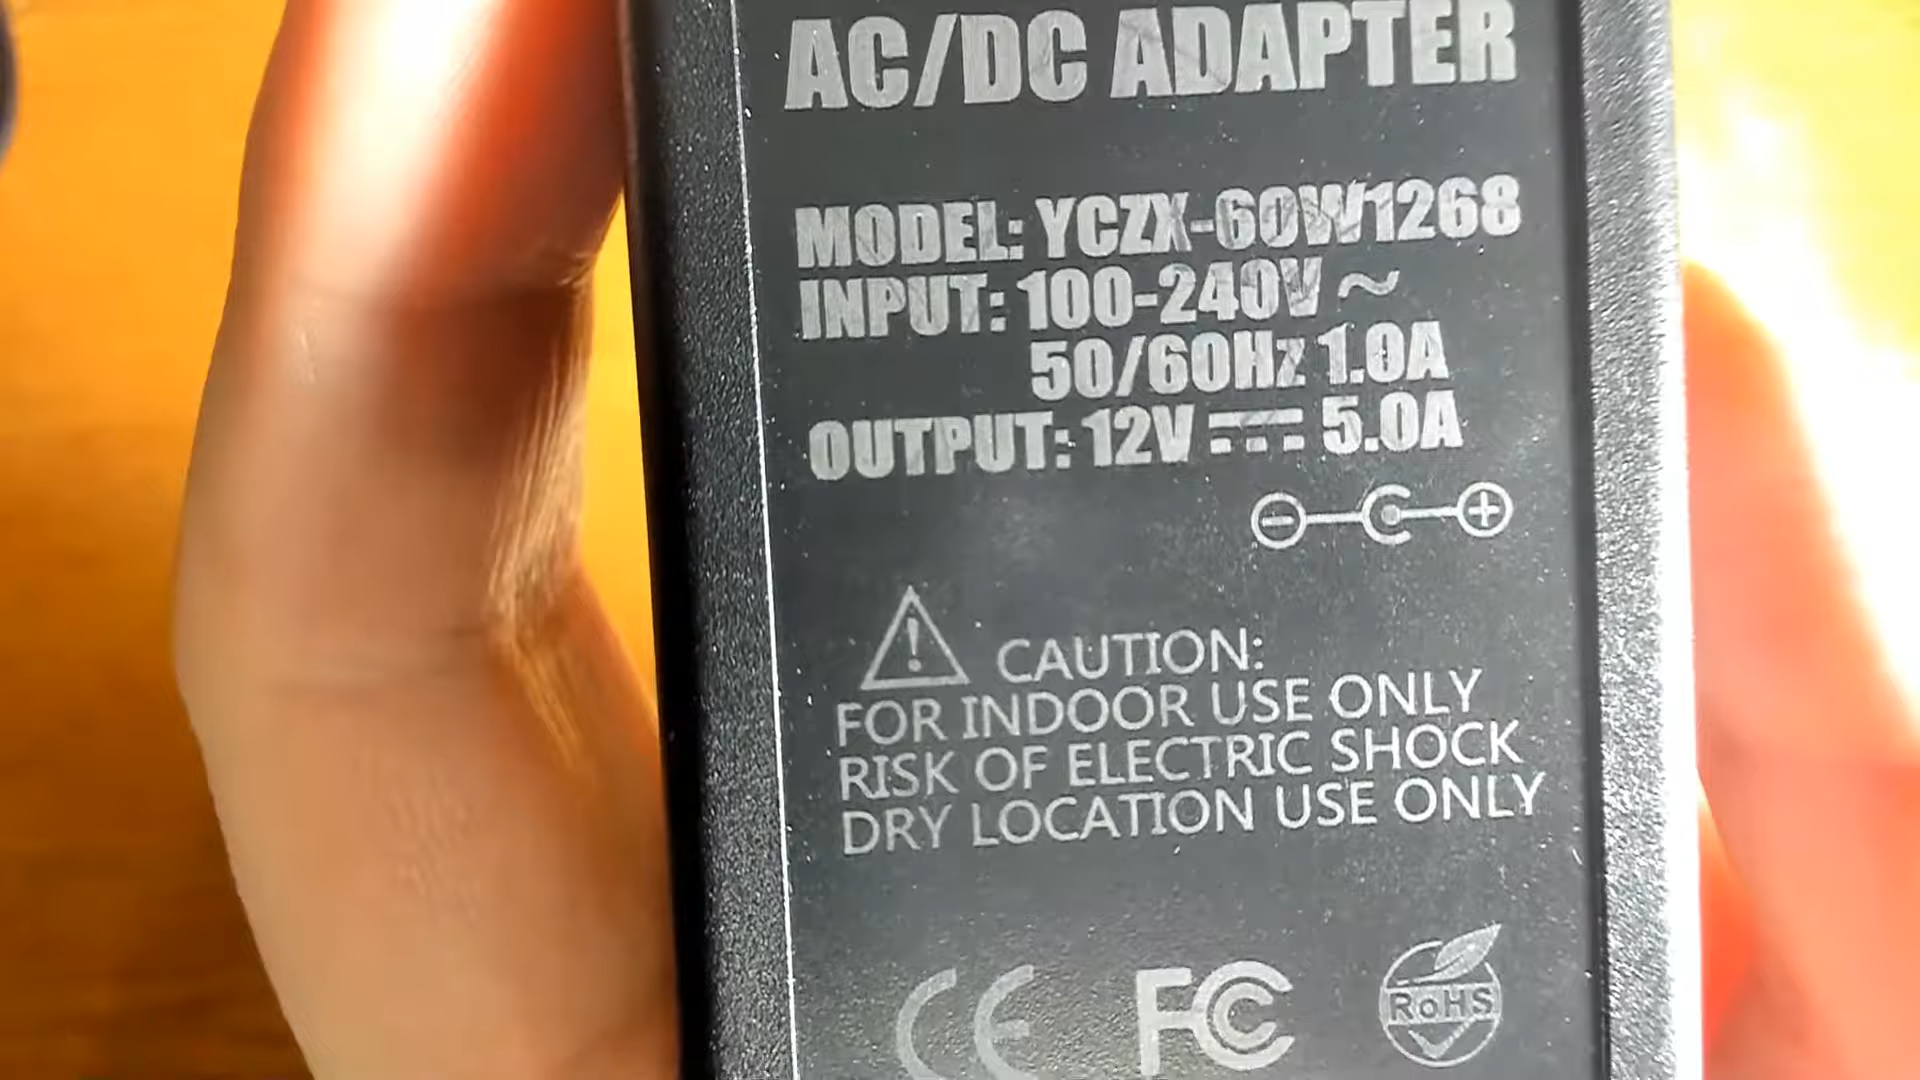 AC/DC ADAPTER
MODEL: YCZX-60W1268
INPUT: 100-240V ~
50/60Hz 1.0A
OUTPUT: 12V ⎓ 5.0A
CAUTION:
FOR INDOOR USE ONLY
RISK OF ELECTRIC SHOCK
DRY LOCATION USE ONLY
CE FC RoHS